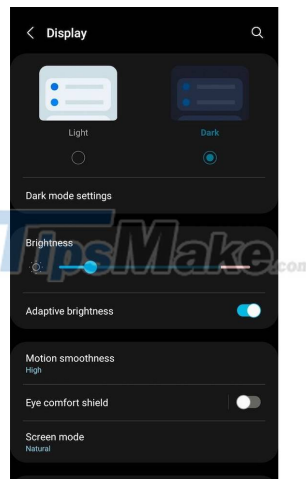 Display
Light
Dark
Dark mode settings
Brightness
TipsMake.com
Adaptive brightness
Motion smoothness
High
Eye comfort shield
Screen mode
Natural